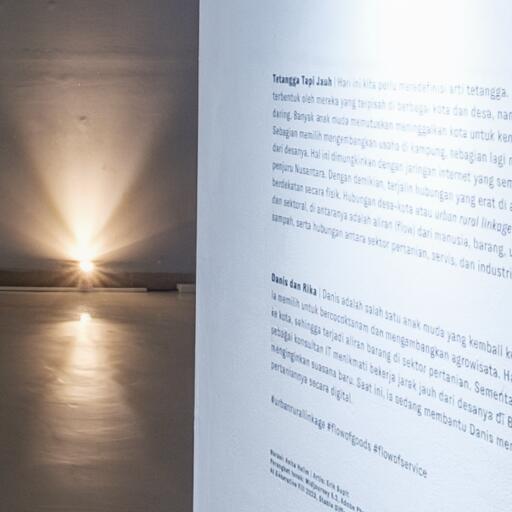 Tetangga Tapi Jauh | Hari ini kita perlu meredefinisi arti tetangga.
terbentuk oleh mereka yang terpisah di berbagai kota dan desa,
daring. Banyak anak muda memutuskan meninggalkan kota untuk
Sebagian memilih mengembangkan usaha di kampung, sebagian lagi
dari desanya. Hal ini dimungkinkan dengan jaringan internet yang
penjuru Nusantara. Dengan demikian, terjalin hubungan yang erat di
berdekatan secara fisik. Hubungan desa-kota atau urban rural linkage
dan sektoral, di antaranya adalah aliran (flow) dari manusia, barang,
sampah, serta hubungan antara sektor pertanian, servis, dan industri
Danis dan Rika | Danis adalah salah satu anak muda yang kembali
Ia memilih untuk bercocoktanam dan mengembangkan agrowisata.
ke kota, sehingga terjadi aliran barang di sektor pertanian.
sebagai konsultan IT menikmati bekerja jarak jauh dari desanya di
menginginkan suasana baru. Saat ini, ia sedang membantu Danis
pertaniannya secara digital.
#urbanrurallinkage #flowofgoods #flowofservice